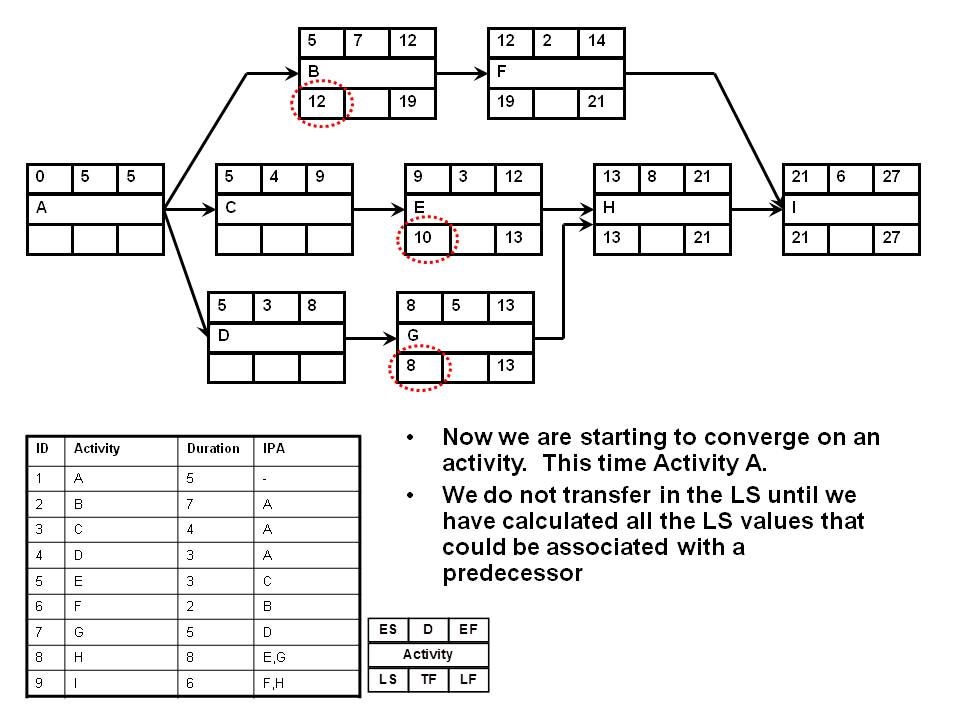 5 7 12
B
12 19
12 2 14
F
19 21
0 5 5
A
5 4 9
C
9 3 12
E
10 13
13 8 21
H
13 21
21 6 27
I
21 27
5 3 8
D
8 5 13
G
8 13
• Now we are starting to converge on an
activity. This time Activity A.
• We do not transfer in the LS until we
have calculated all the LS values that
could be associated with a
predecessor
ID Activity Duration IPA
1 A 5 -
2 B 7 A
3 C 4 A
4 D 3 A
5 E 3 C
6 F 2 B
7 G 5 D
8 H 8 E,G
9 I 6 F,H
ES D EF
Activity
LS TF LF